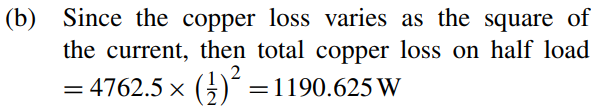 (b) Since the copper loss varies as the square of
the current, then total copper loss on half load
= 4762.5 × (1/2)² = 1190.625 W